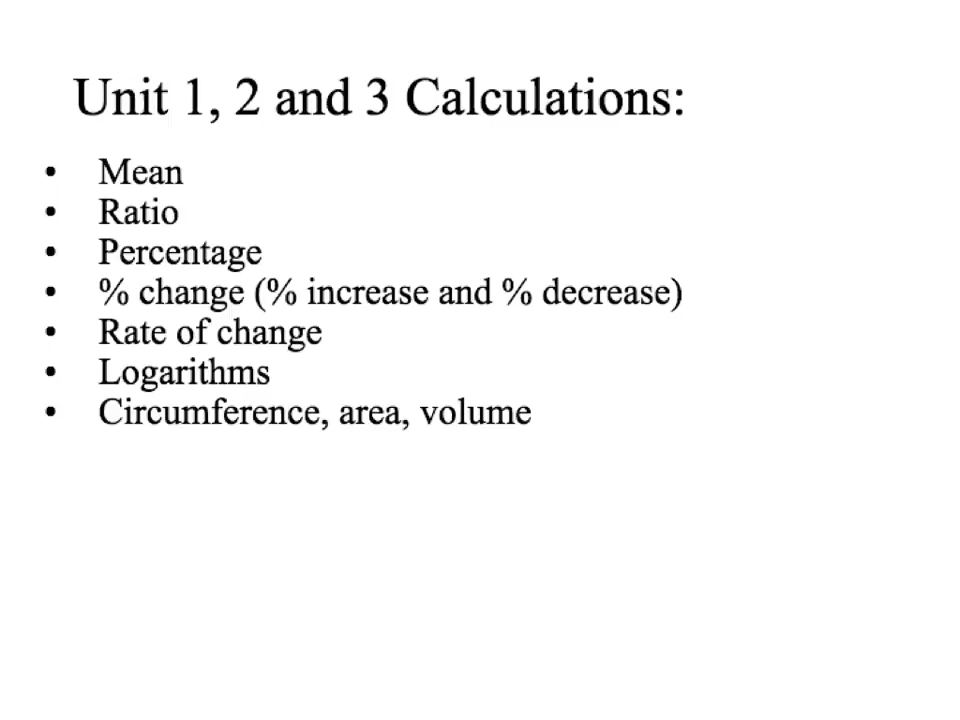 Unit 1, 2 and 3 Calculations:
• Mean
• Ratio
• Percentage
• % change (% increase and % decrease)
• Rate of change
• Logarithms
• Circumference, area, volume